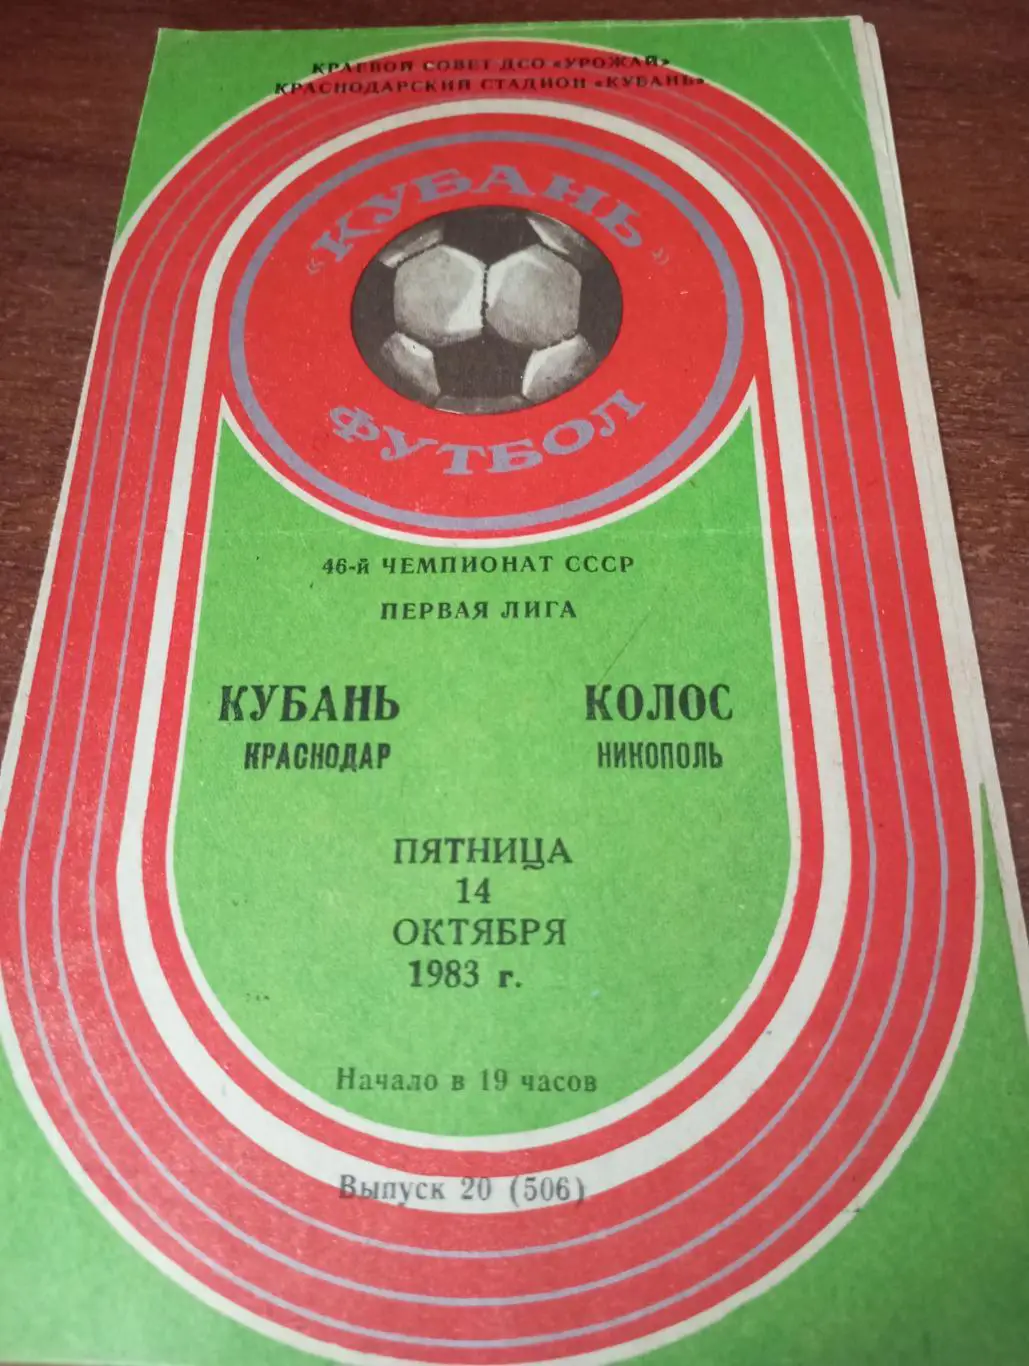 КРАЕВОЙ СОВЕТ ДСО «УРОЖАЙ»
КРАСНОДАРСКИЙ СТАДИОН «КУБАНЬ»
«КУБАНЬ»
ФУТБОЛ
46-й ЧЕМПИОНАТ СССР
ПЕРВАЯ ЛИГА
КУБАНЬ КОЛОС
КРАСНОДАР НИКОПОЛЬ
ПЯТНИЦА
14
ОКТЯБРЯ
1983 г.
Начало в 19 часов
Выпуск 20 (506)